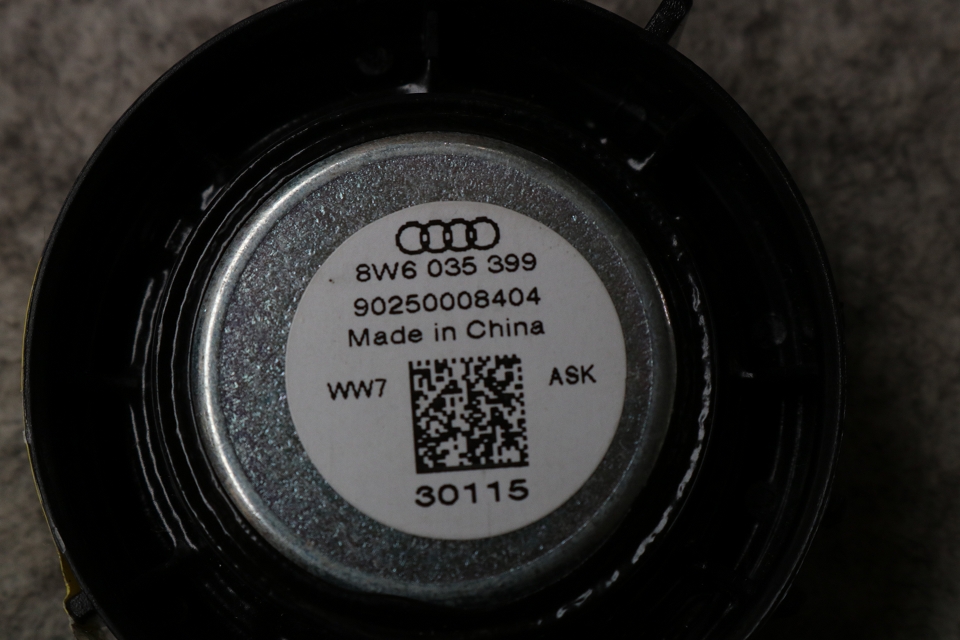 8W6 035 399
90250008404
Made in China
WW7 ASK
30115